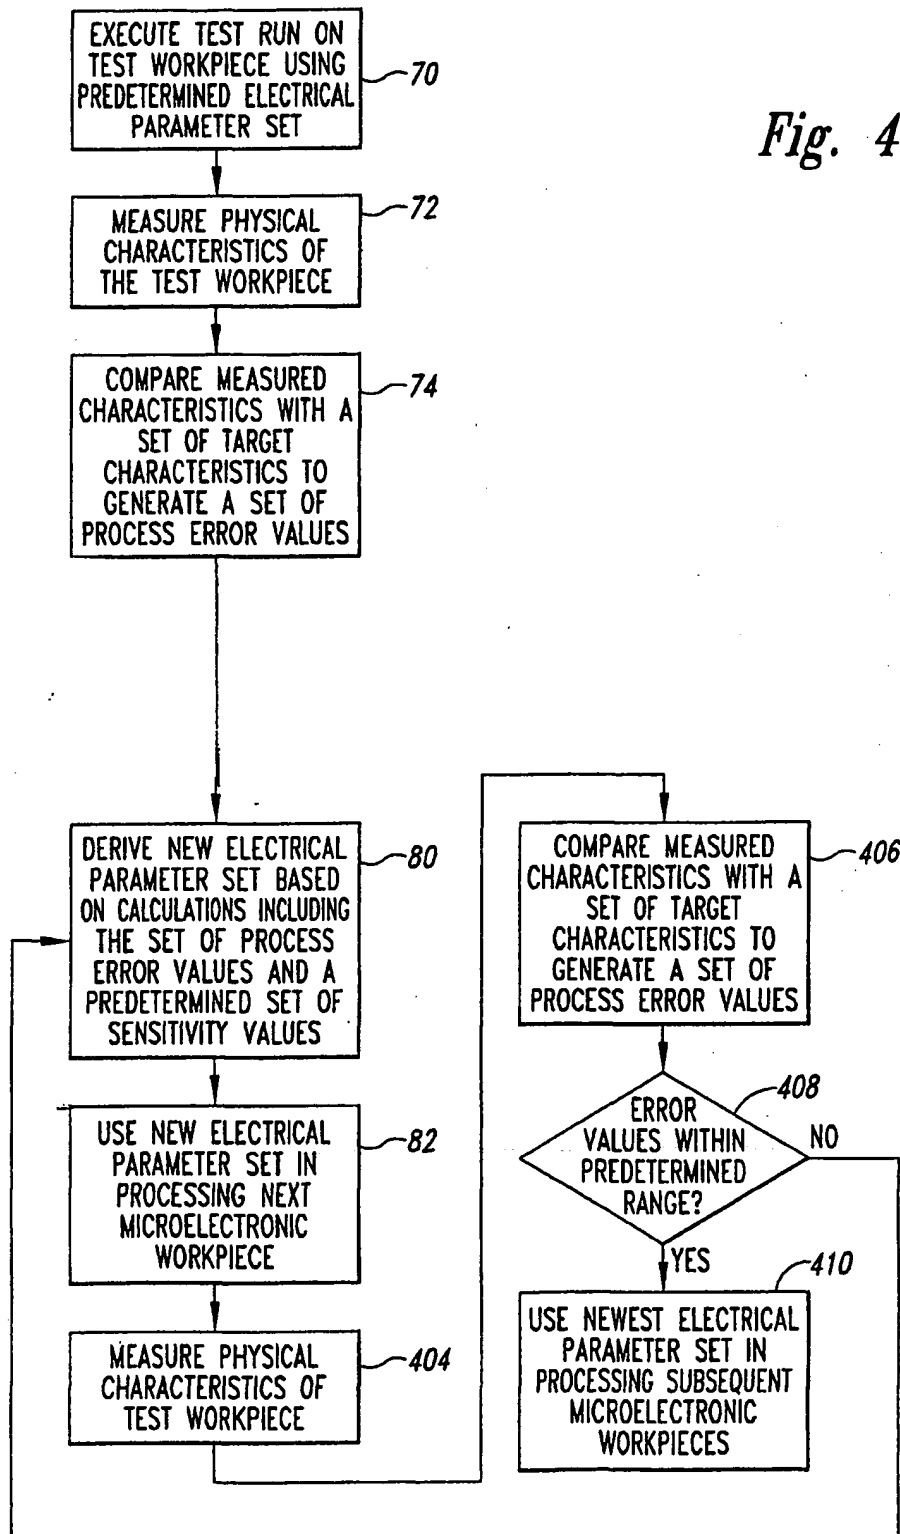 EXECUTE TEST RUN ON
TEST WORKPIECE USING
PREDETERMINED ELECTRICAL
PARAMETER SET
70
Fig. 4
MEASURE PHYSICAL
CHARACTERISTICS OF
THE TEST WORKPIECE
72
COMPARE MEASURED
CHARACTERISTICS WITH A
SET OF TARGET
CHARACTERISTICS TO
GENERATE A SET OF
PROCESS ERROR VALUES
74
DERIVE NEW ELECTRICAL
PARAMETER SET BASED
ON CALCULATIONS INCLUDING
THE SET OF PROCESS
ERROR VALUES AND A
PREDETERMINED SET OF
SENSITIVITY VALUES
80
USE NEW ELECTRICAL
PARAMETER SET IN
PROCESSING NEXT
MICROELECTRONIC
WORKPIECE
82
MEASURE PHYSICAL
CHARACTERISTICS OF
TEST WORKPIECE
404
COMPARE MEASURED
CHARACTERISTICS WITH A
SET OF TARGET
CHARACTERISTICS TO
GENERATE A SET OF
PROCESS ERROR VALUES
406
ERROR
VALUES WITHIN
PREDETERMINED
RANGE?
408
NO
YES
USE NEWEST ELECTRICAL
PARAMETER SET IN
PROCESSING SUBSEQUENT
MICROELECTRONIC
WORKPIECES
410